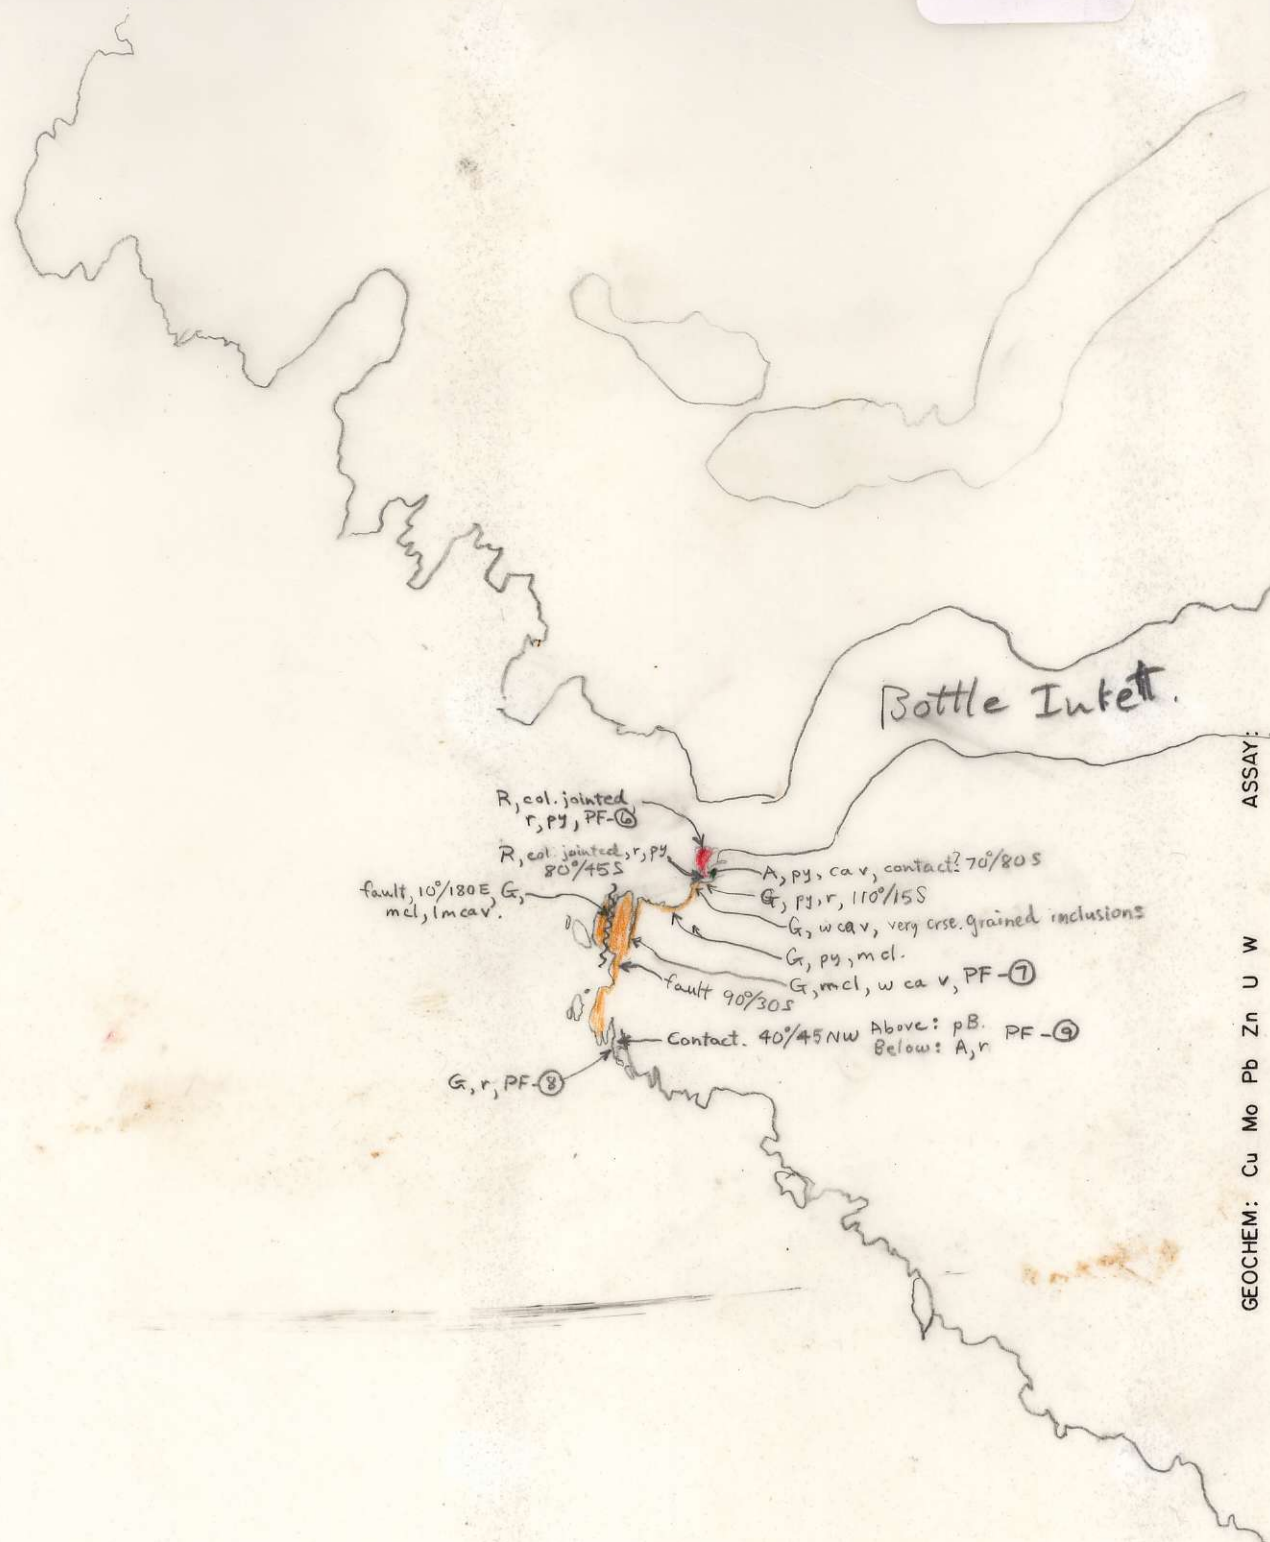 Bottle Inlett.
R, col. jointed,
r, py, PF-⑥
R, col. jointed, r, py
80°/45S
fault, 10°/180E, G,
mcl, 1m cav.
A, py, ca v, contact? 70°/80S
G, py, r, 110°/15S
G, w ca v, very crse. grained inclusions
G, py, mcl.
G, mcl, w ca v, PF-⑦
fault 90°/30S
Contact. 40°/45NW Above: pB. PF-⑨
Below: A, r
G, r, PF-⑧
GEOCHEM: Cu Mo Pb Zn U W ASSAY: